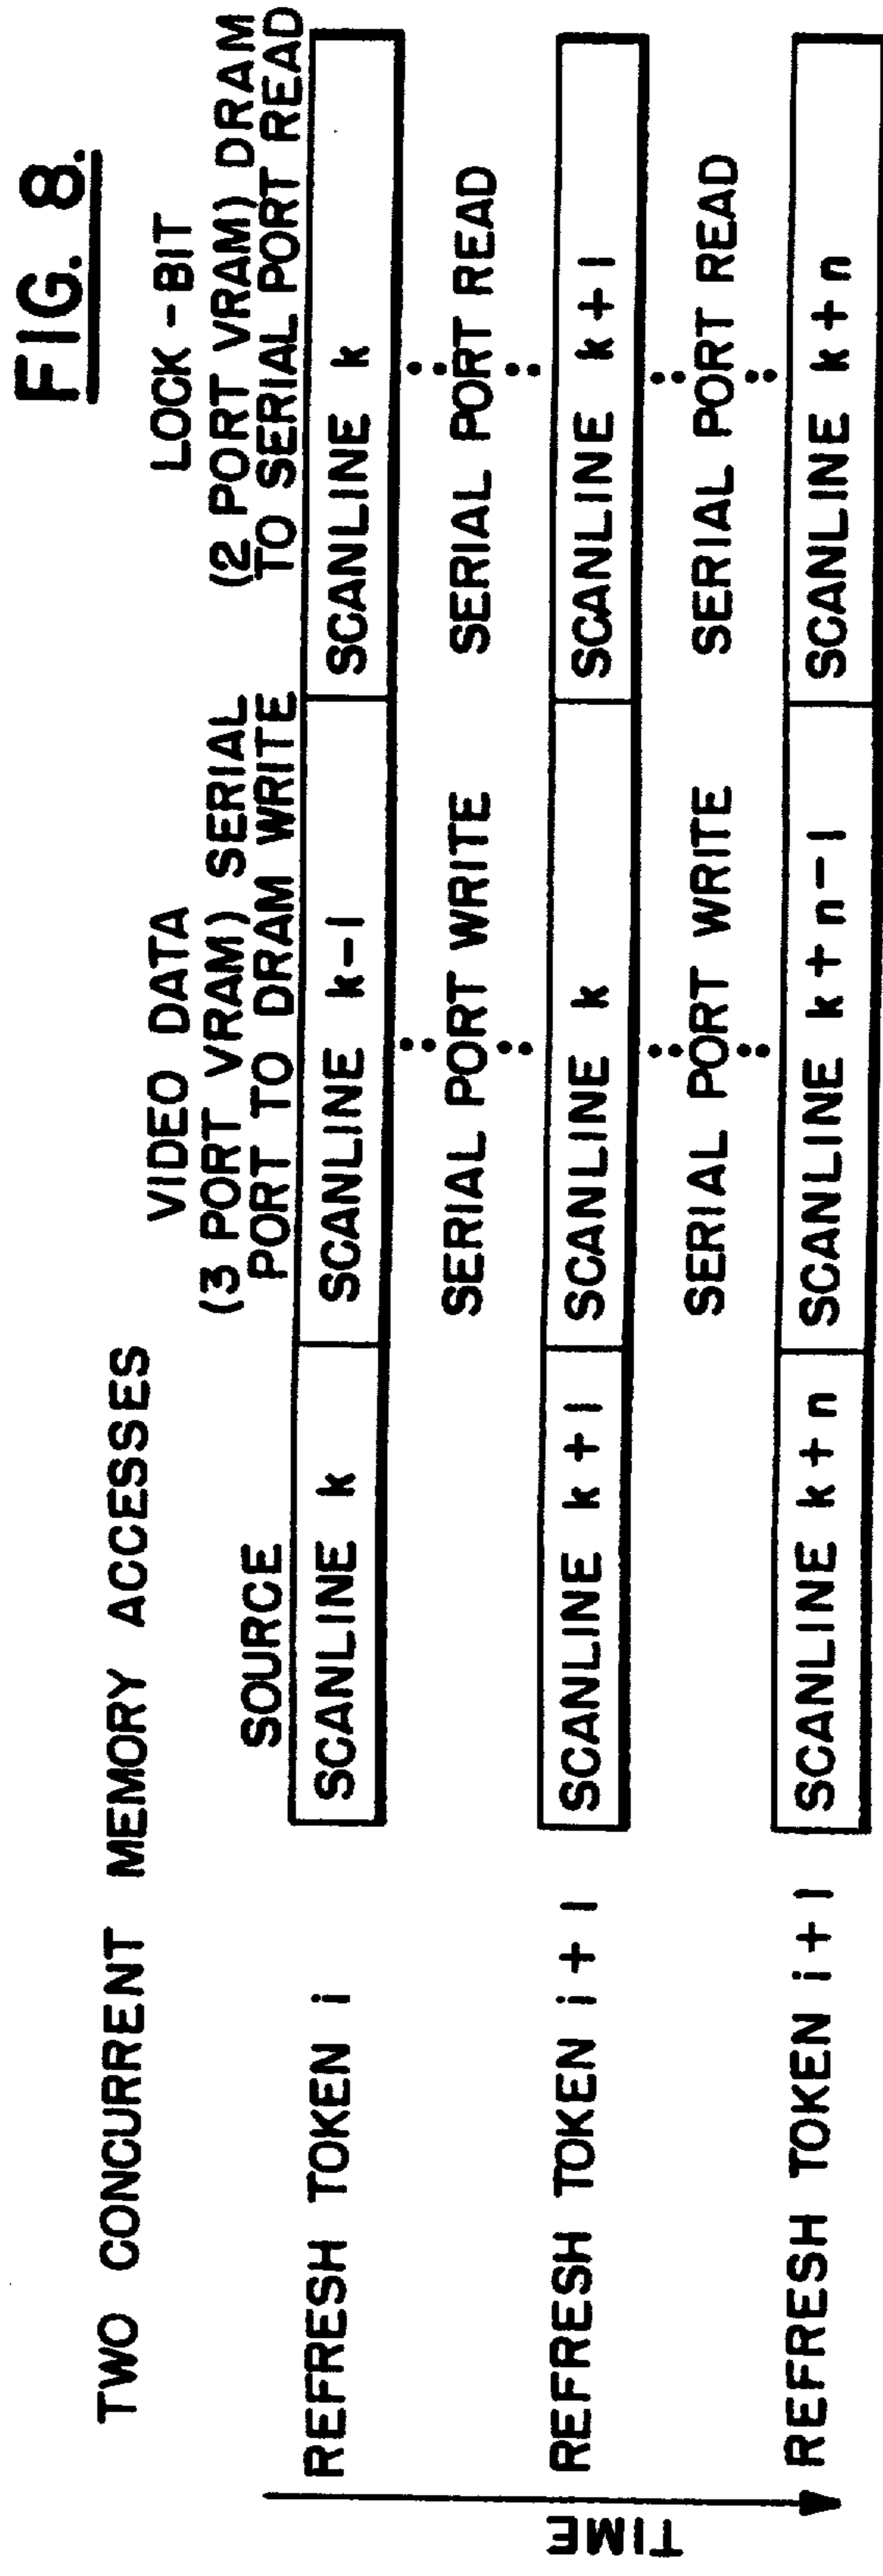 FIG. 8.
TWO CONCURRENT MEMORY ACCESSES
SOURCE
VIDEO DATA
(3 PORT VRAM) SERIAL
PORT TO DRAM WRITE
LOCK-BIT
(2 PORT VRAM) DRAM
TO SERIAL PORT READ
REFRESH TOKEN i
SCANLINE k
SCANLINE k-1
SCANLINE k
SERIAL PORT WRITE
SERIAL PORT READ
REFRESH TOKEN i+1
SCANLINE k+1
SCANLINE k
SCANLINE k+1
SERIAL PORT WRITE
SERIAL PORT READ
REFRESH TOKEN i+1
SCANLINE k+n
SCANLINE k+n-1
SCANLINE k+n
TIME